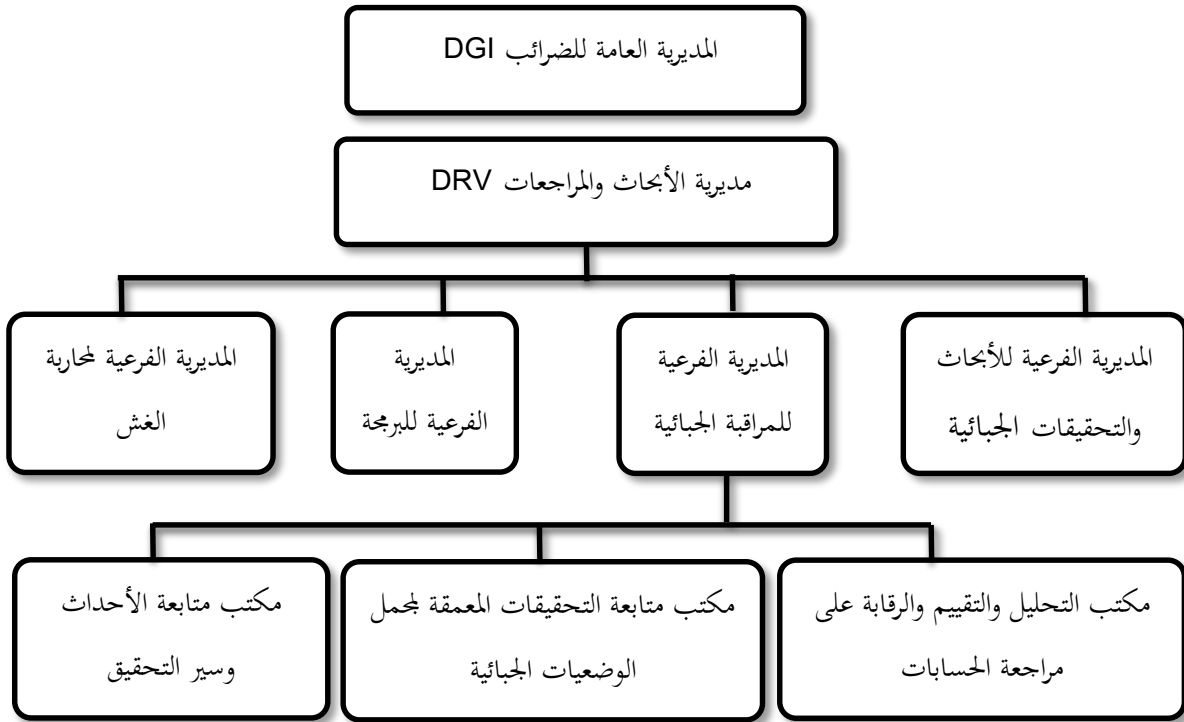 المديرية العامة للضرائب DGI
مديرية الأبحاث والمراجعات DRV
المديرية الفرعية للأبحاث
والتحقيقات الجبائية
المديرية الفرعية
للمراقبة الجبائية
المديرية
الفرعية للبرمجة
المديرية الفرعية لمحاربة
الغش
مكتب التحليل والتقييم والرقابة على
مراجعة الحسابات
مكتب متابعة التحقيقات المعمقة لمجمل
الوضعيات الجبائية
مكتب متابعة الأحداث
وسير التحقيق